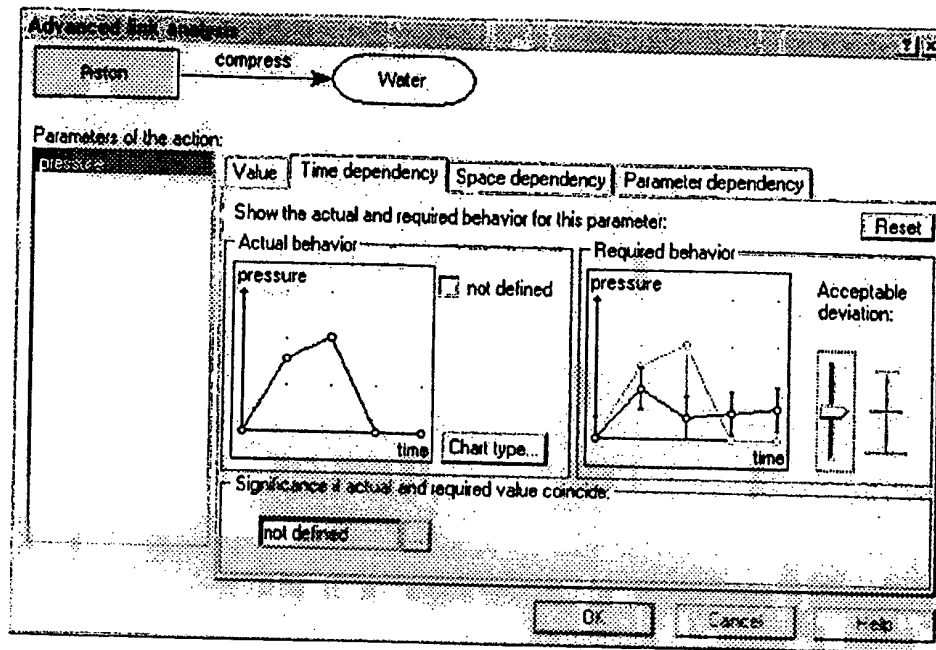 Advanced link analysis
Piston
compress
Water
Parameters of the action:
pressure
Value
Time dependency
Space dependency
Parameter dependency
Show the actual and required behavior for this parameter:
Reset
Actual behavior
pressure
time
not defined
Chart type...
Required behavior
pressure
time
Acceptable
deviation:
Significance if actual and required value coincide:
not defined
OK
Cancel
Help